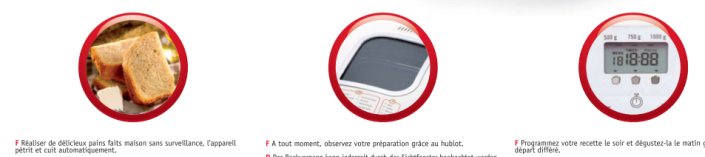 500 g 750 g 1000 g
18:88
F Réaliser de délicieux pains faits maison sans surveillance, l'appareil
pétrit et cuit automatiquement.
F A tout moment, observez votre préparation grâce au hublot.
F Programmez votre recette le soir et dégustez-la le matin
départ différé.